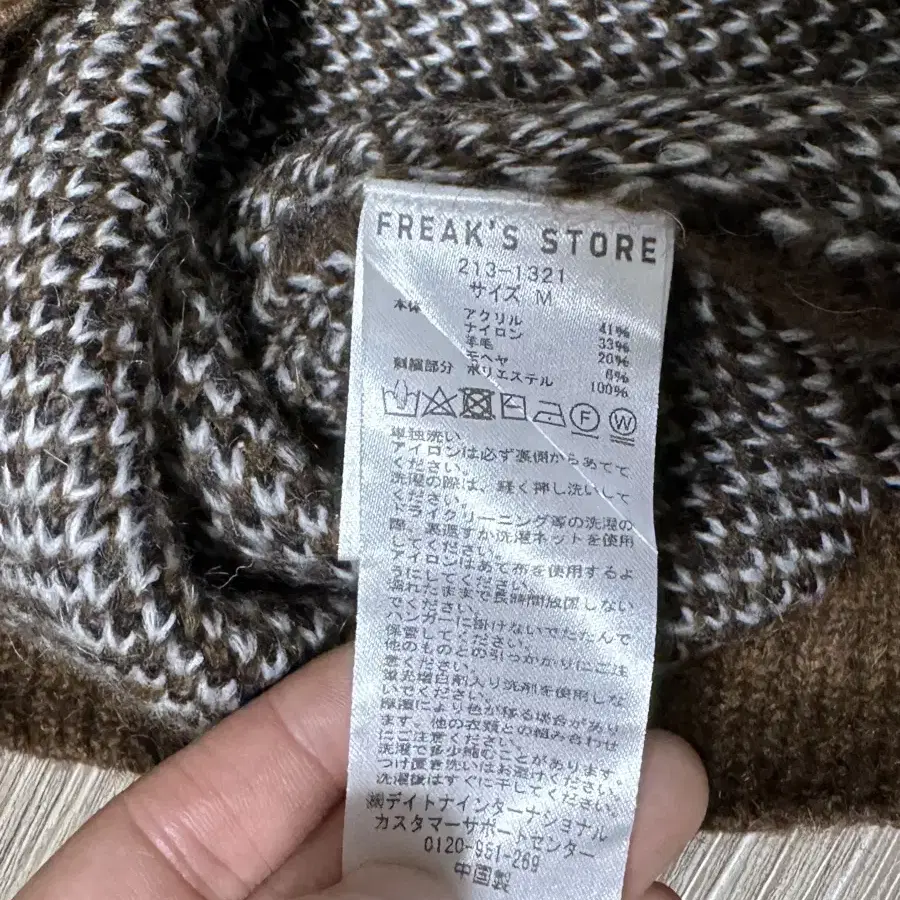 FREAK'S STORE
213-1321
サイズ M
本体 アクリル 41%
ナイロン 33%
羊毛 20%
モヘヤ 6%
刺繍部分 ポリエステル 100%
F W
単独洗い
アイロンは必ず裏側からあてて
ください。
洗濯の際は、軽く押し洗いして
ください。
ドライクリーニング等の洗濯の
際、裏返すか洗濯ネットを使用
してください。
アイロンはあて布を使用するよ
うにしてください。
濡れたままで長時間放置しない
でください。
ハンガーに掛けないでたたんで
保管してください。
他のものとの引っかかりにご注
意ください。
蛍光増白剤入り洗剤を使用しな
いでください。
摩擦により色が移る場合があり
ます。他の衣類との組み合わせ
にご注意ください。
洗濯で多少縮むことがあります。
つけ置き洗いはお避けください。
洗濯後はすぐに干してください。
㈱デイトナインターナショナル
カスタマーサポートセンター
0120-951-269
中国製